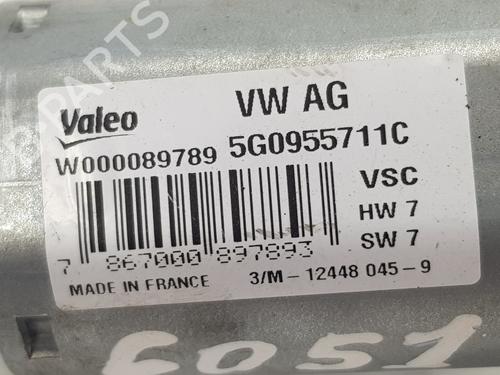 Valeo
VW AG
W000089789 5G0955711C
VSC
HW 7
SW 7
7 867000 897893
MADE IN FRANCE
3/M-12448 045-9
6051